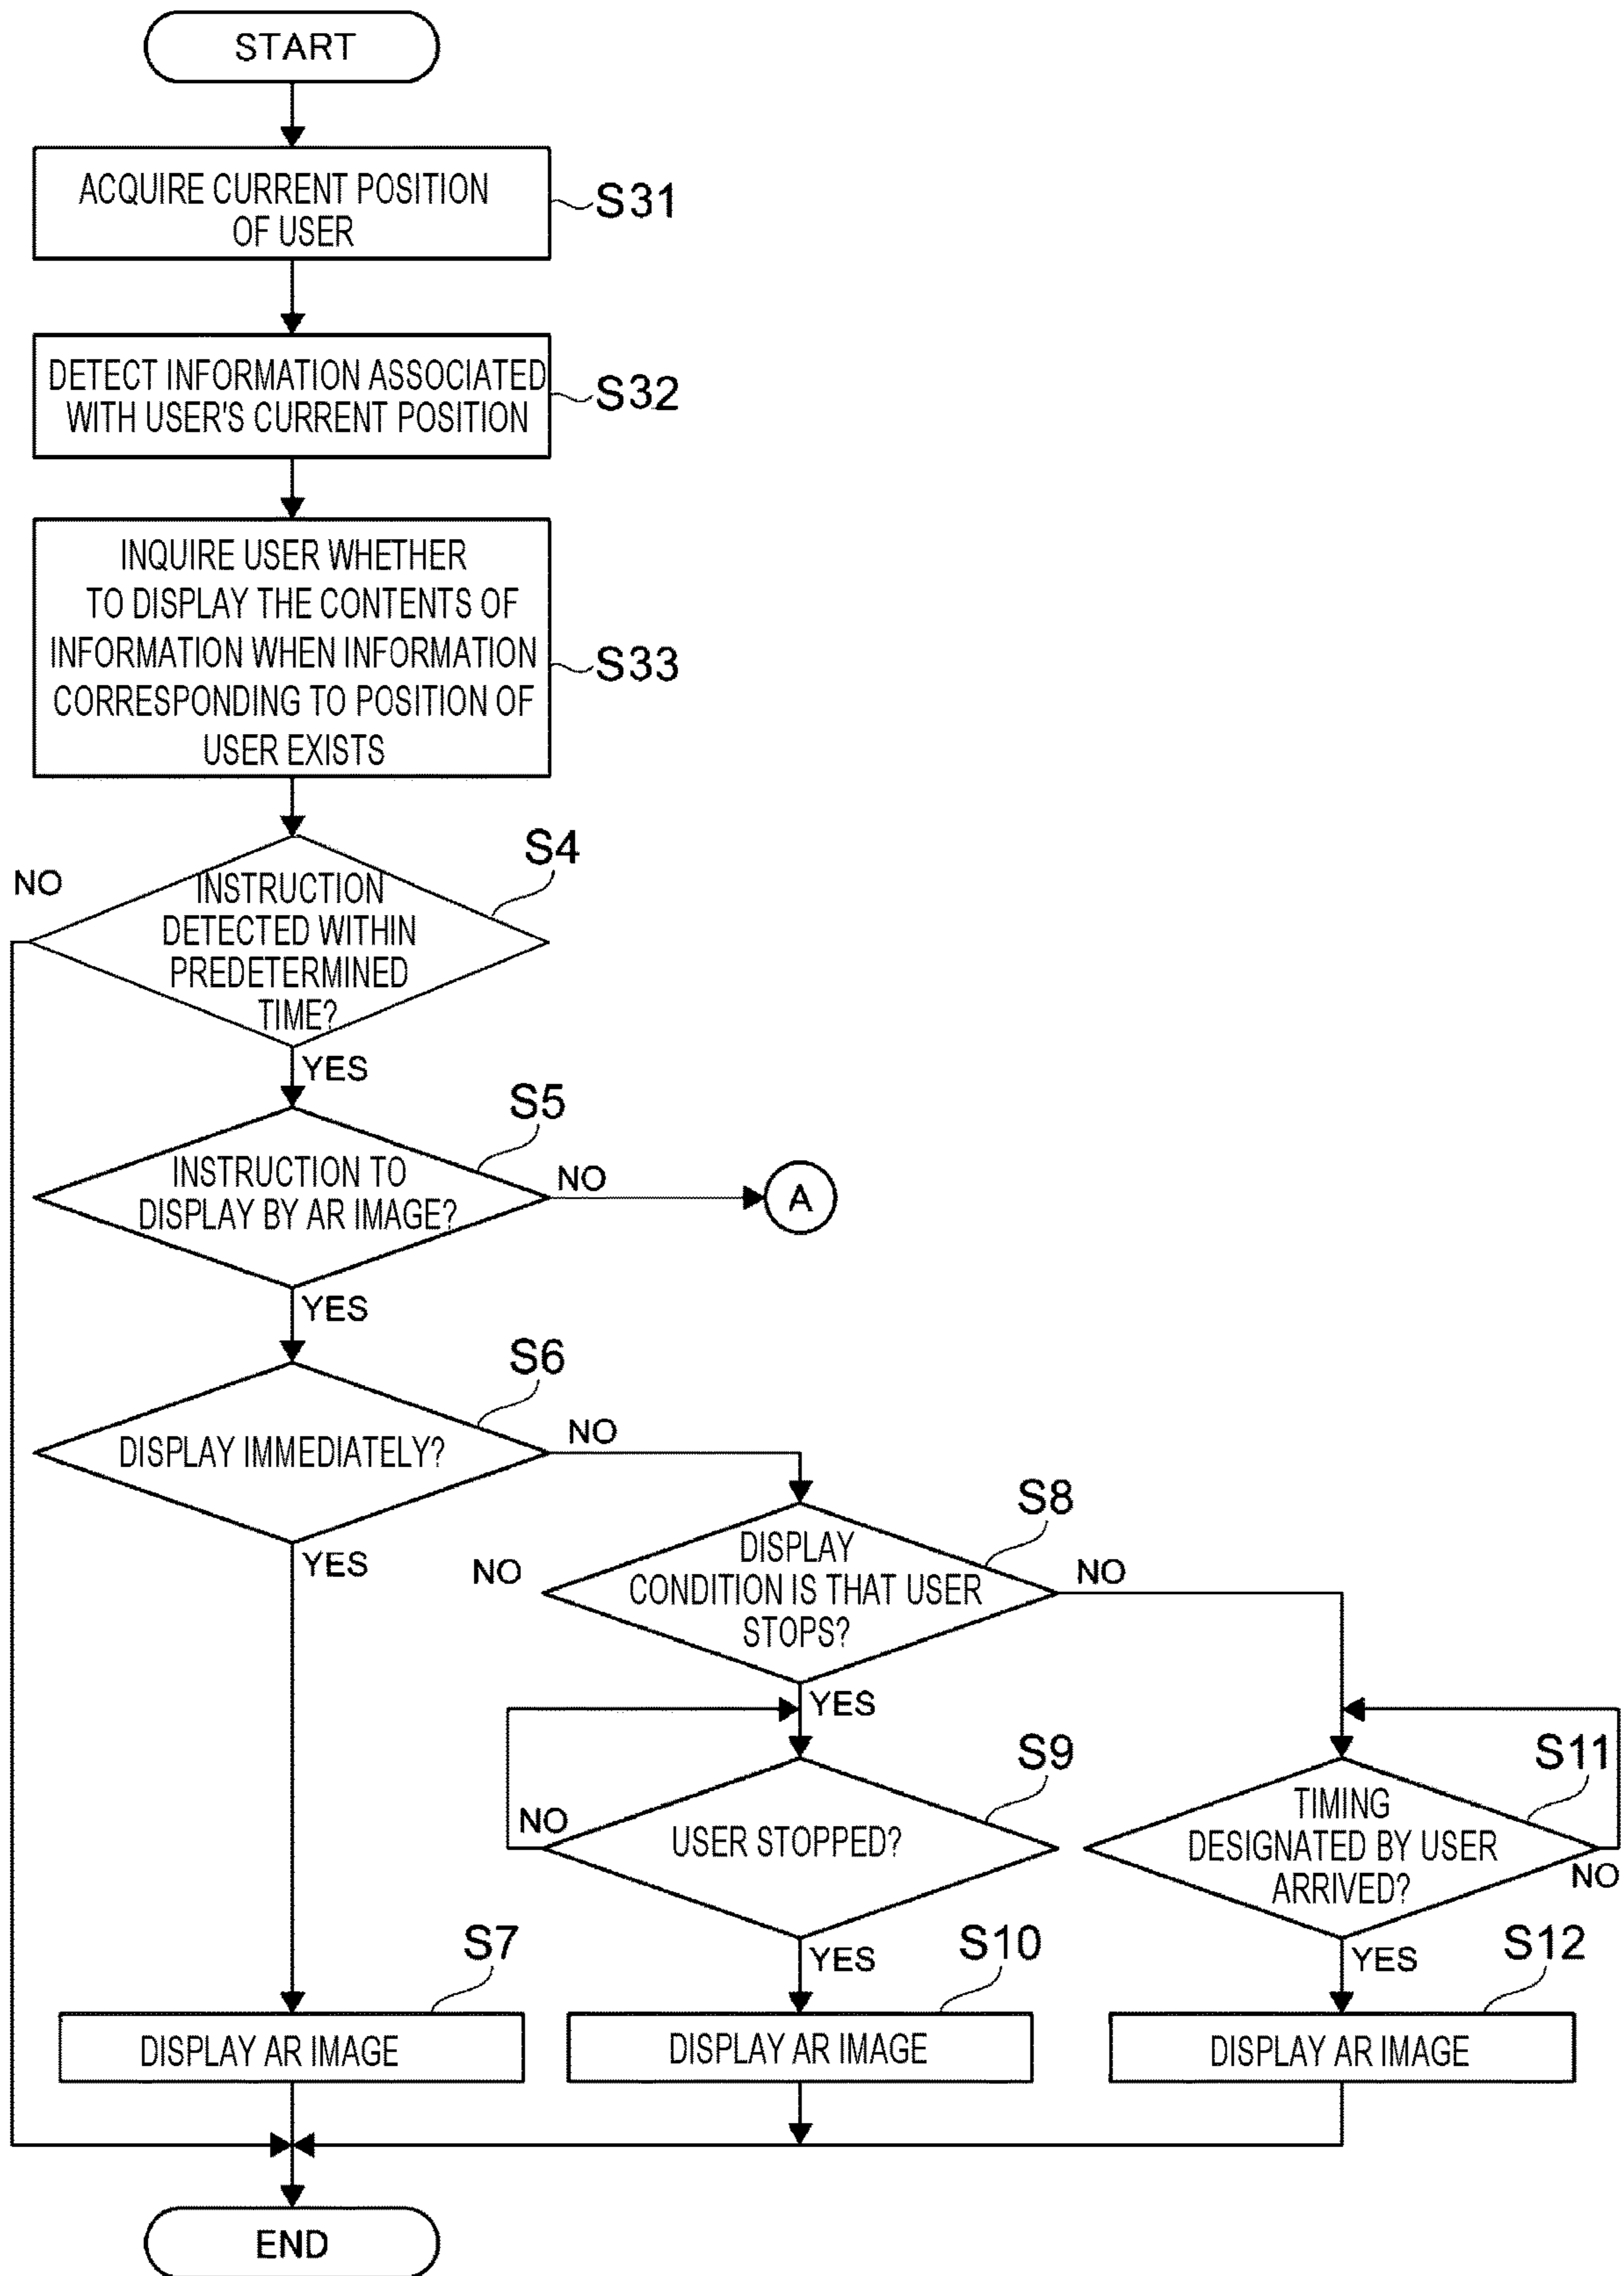 START
ACQUIRE CURRENT POSITION
OF USER
S31
DETECT INFORMATION ASSOCIATED
WITH USER'S CURRENT POSITION
S32
INQUIRE USER WHETHER
TO DISPLAY THE CONTENTS OF
INFORMATION WHEN INFORMATION
CORRESPONDING TO POSITION OF
USER EXISTS
S33
S4
NO
INSTRUCTION
DETECTED WITHIN
PREDETERMINED
TIME?
YES
S5
INSTRUCTION TO
DISPLAY BY AR IMAGE?
NO
A
YES
S6
DISPLAY IMMEDIATELY?
NO
YES
S8
NO
DISPLAY
CONDITION IS THAT USER
STOPS?
NO
YES
S9
NO
USER STOPPED?
S11
TIMING
DESIGNATED BY USER
ARRIVED?
NO
YES
YES
S7
DISPLAY AR IMAGE
S10
DISPLAY AR IMAGE
S12
DISPLAY AR IMAGE
END